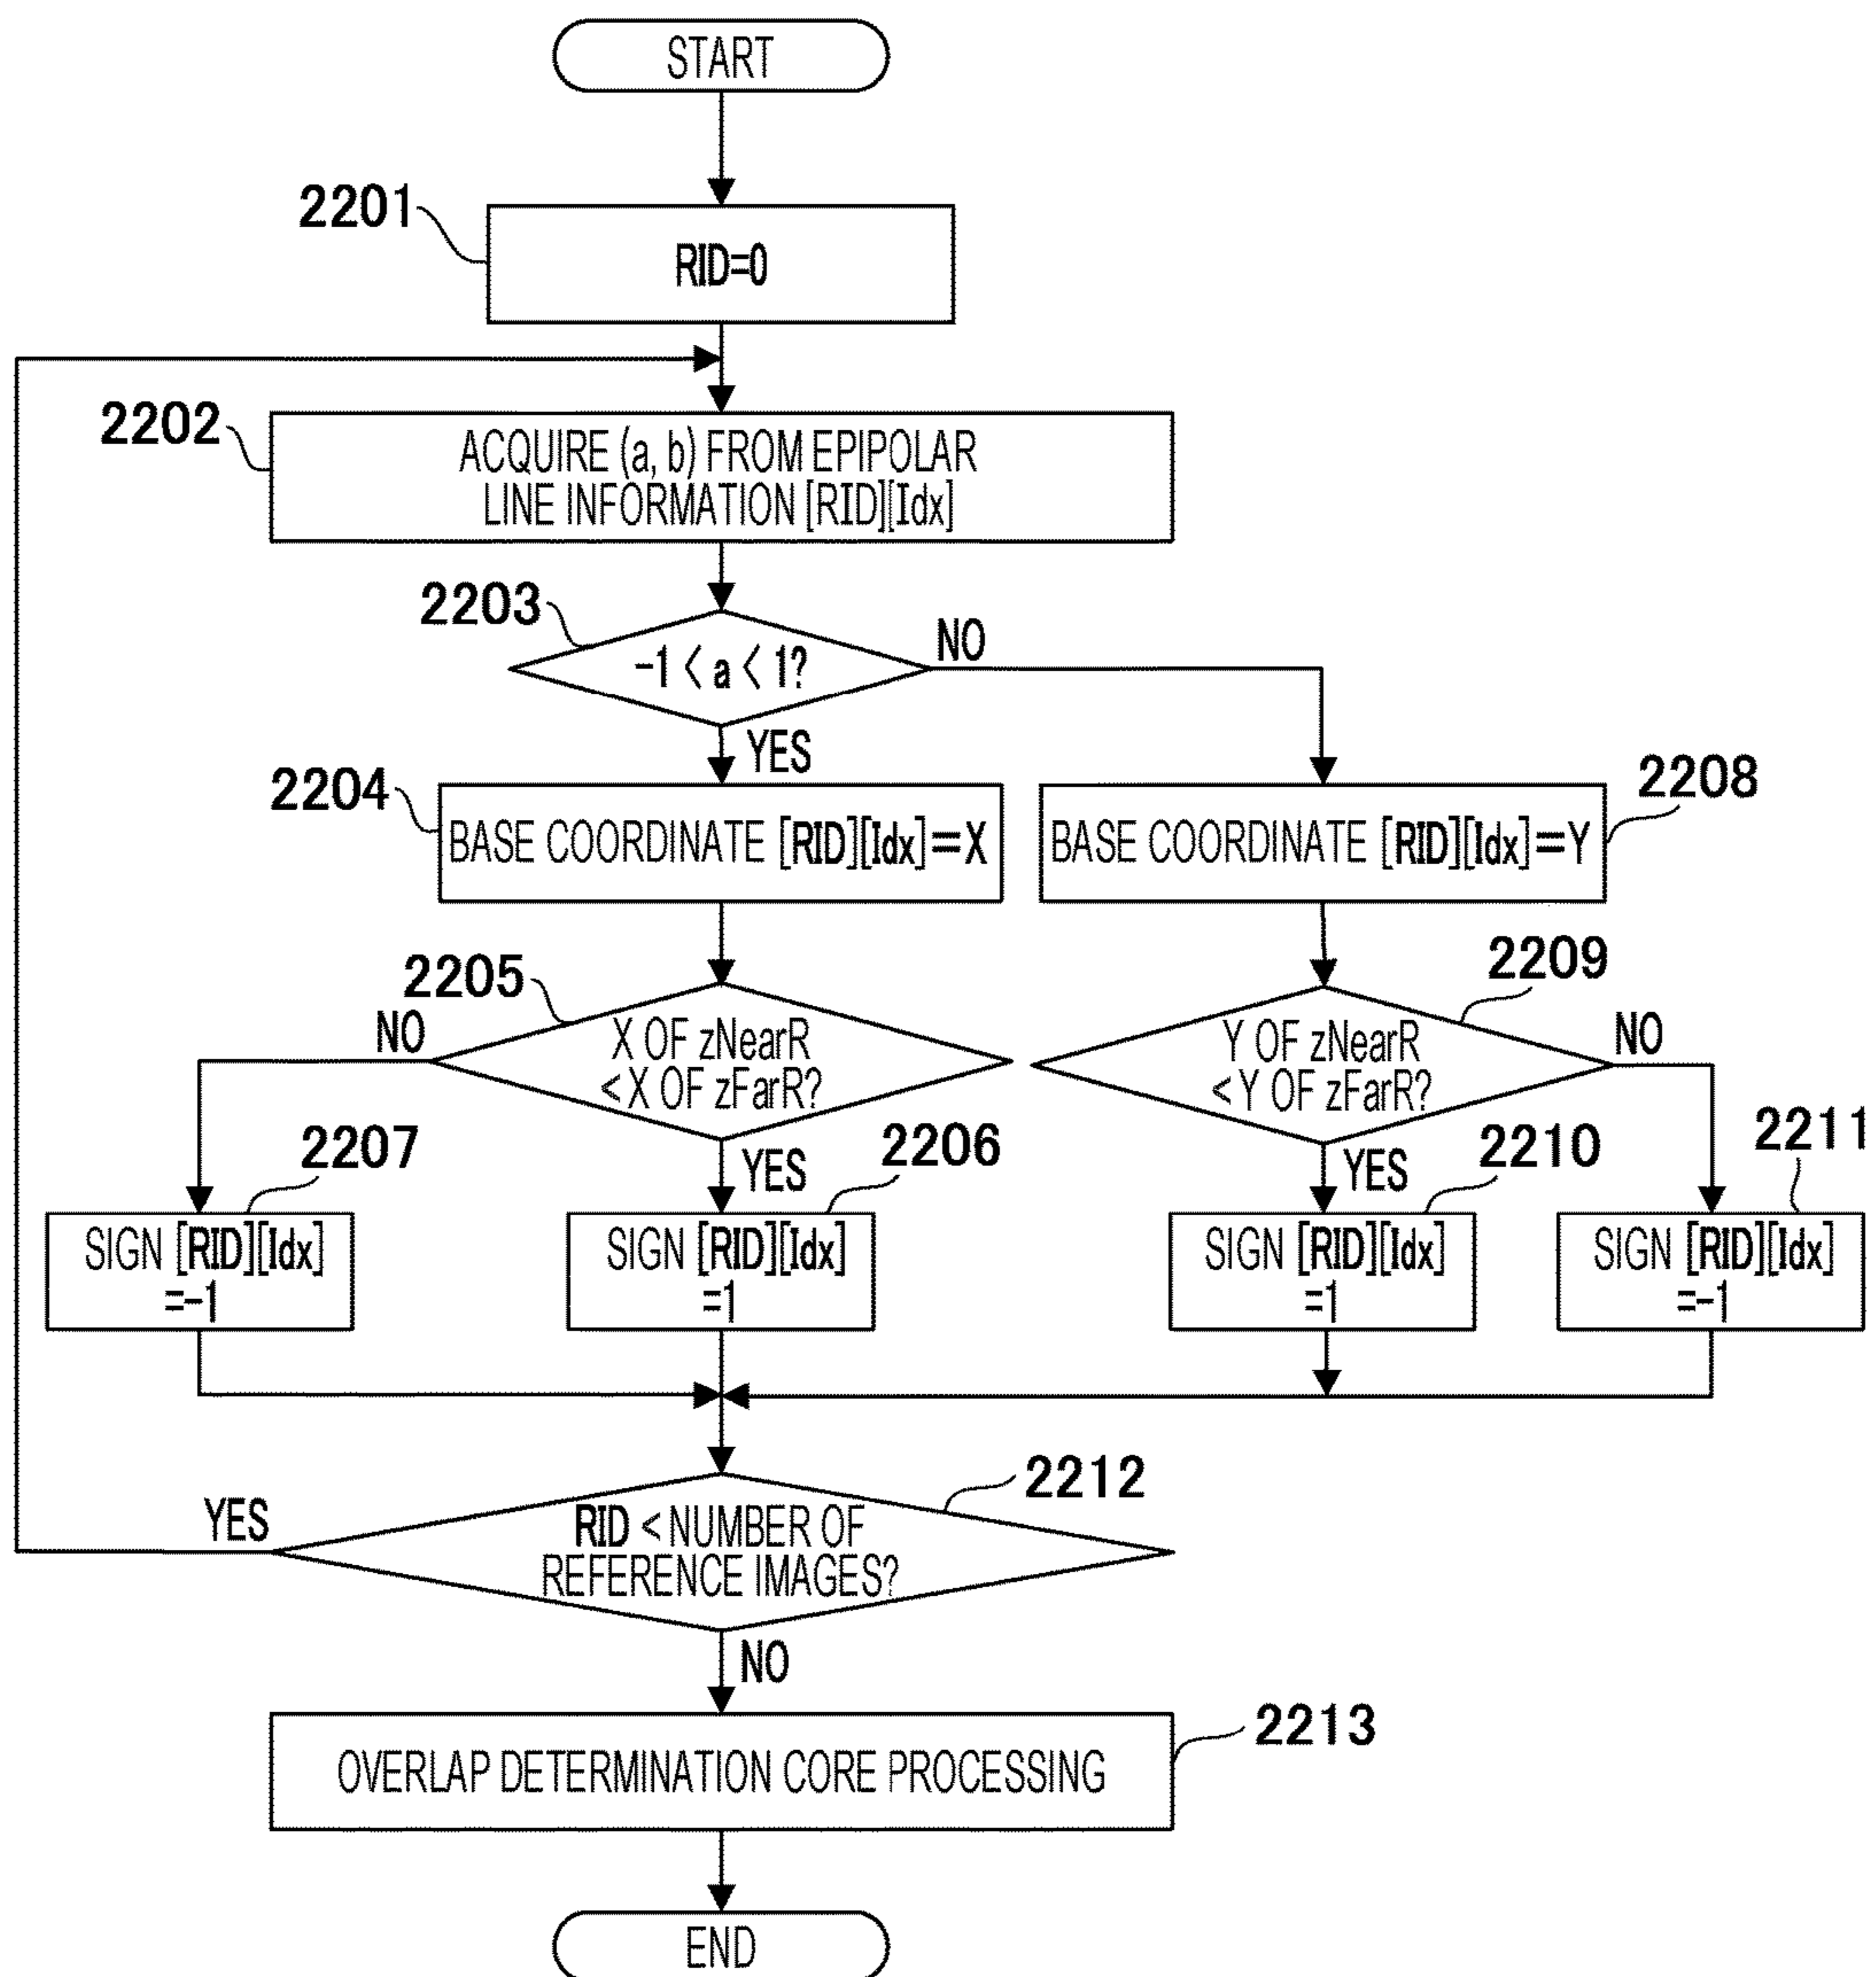 START
2201
RID=0
2202
ACQUIRE (a, b) FROM EPIPOLAR
LINE INFORMATION [RID][Idx]
2203
-1 < a < 1?
NO
YES
2204
BASE COORDINATE [RID][Idx]=X
2208
BASE COORDINATE [RID][Idx]=Y
2205
NO
X OF zNearR
< X OF zFarR?
2209
Y OF zNearR
< Y OF zFarR?
NO
2207
YES
2206
YES
2210
2211
SIGN [RID][Idx]
=-1
SIGN [RID][Idx]
=1
SIGN [RID][Idx]
=1
SIGN [RID][Idx]
=-1
2212
YES
RID < NUMBER OF
REFERENCE IMAGES?
NO
2213
OVERLAP DETERMINATION CORE PROCESSING
END